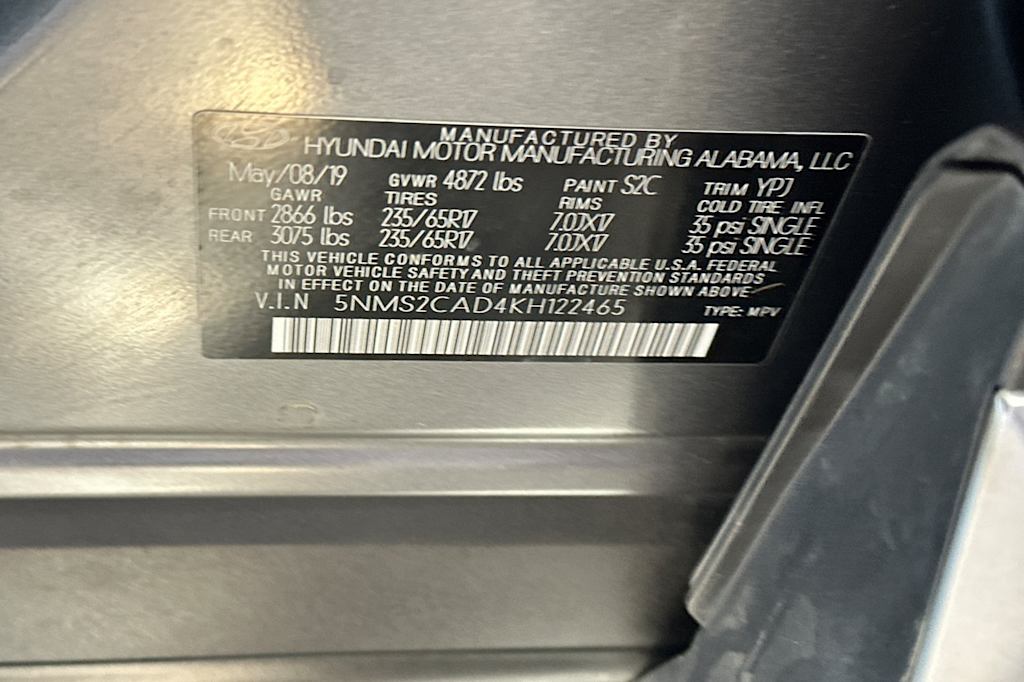 MANUFACTURED BY
HYUNDAI MOTOR MANUFACTURING ALABAMA, LLC
May/08/19 GVWR 4872 lbs PAINT S2C TRIM YPJ
GAWR TIRES RIMS COLD TIRE INFL
FRONT 2866 lbs 235/65R17 7.0JX17 35 psi SINGLE
REAR 3075 lbs 235/65R17 7.0JX17 35 psi SINGLE
THIS VEHICLE CONFORMS TO ALL APPLICABLE U.S.A. FEDERAL
MOTOR VEHICLE SAFETY AND THEFT PREVENTION STANDARDS
IN EFFECT ON THE DATE OF MANUFACTURE SHOWN ABOVE
V.I.N 5NMS2CAD4KH122465 TYPE: MPV